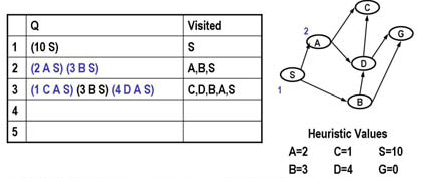 Q Visited
1 (10 S) S
2 (2 A S) (3 B S) A,B,S
3 (1 C A S) (3 B S) (4 D A S) C,D,B,A,S
4
5
C
2
A
G
D
S
1
B
Heuristic Values
A=2 C=1 S=10
B=3 D=4 G=0